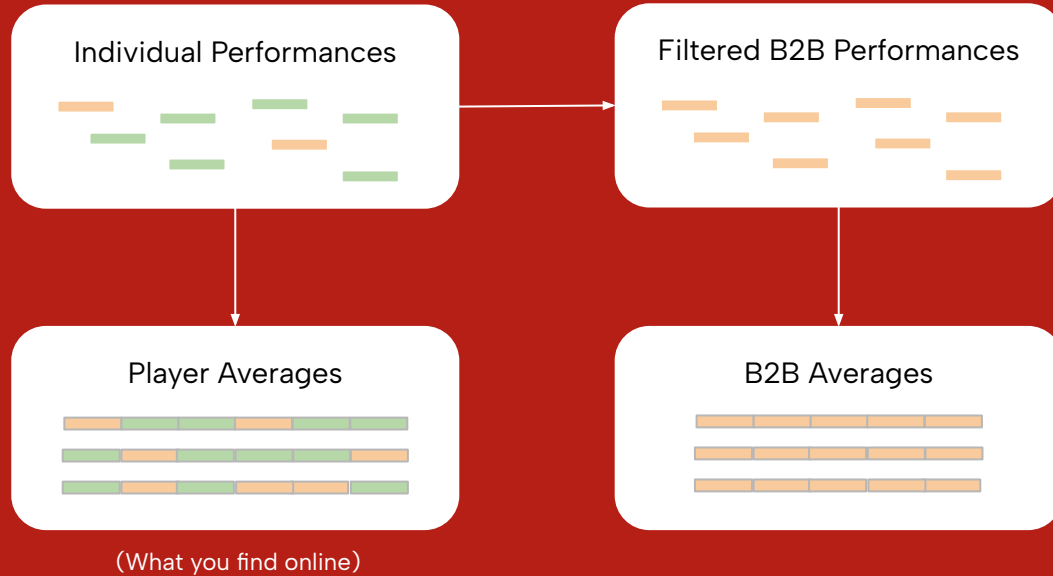 Individual Performances
Filtered B2B Performances
Player Averages
B2B Averages
(What you find online)